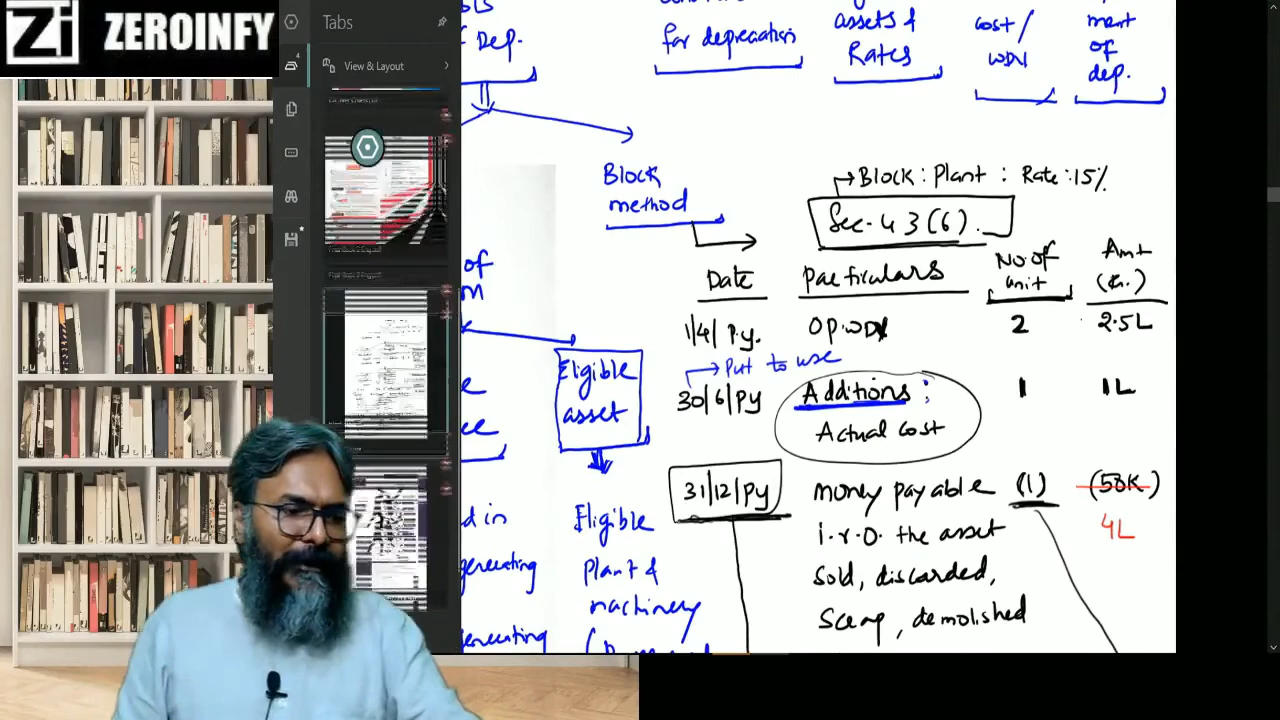 ZEROINFY
Tabs
View & Layout
Dep.
for depreciation
assets &
Rates
cost/
WDV
ment
of
dep.
Block
method
Block : Plant : Rate : 15%
Sec. 43(6).
Date
Particulars
No of
unit
Amt
(Rs.)
1/4/P.y.
OP. WDV
2
2.5L
Put to use
30/6/Py
Additions :
1
1L
Actual cost
31/12/Py
money payable
(1)
(50K)
i.r.o. the asset
4L
sold, discarded,
Scrap, demolished
of
Eligible
asset
Eligible
plant &
machinery
d in
generating
generating